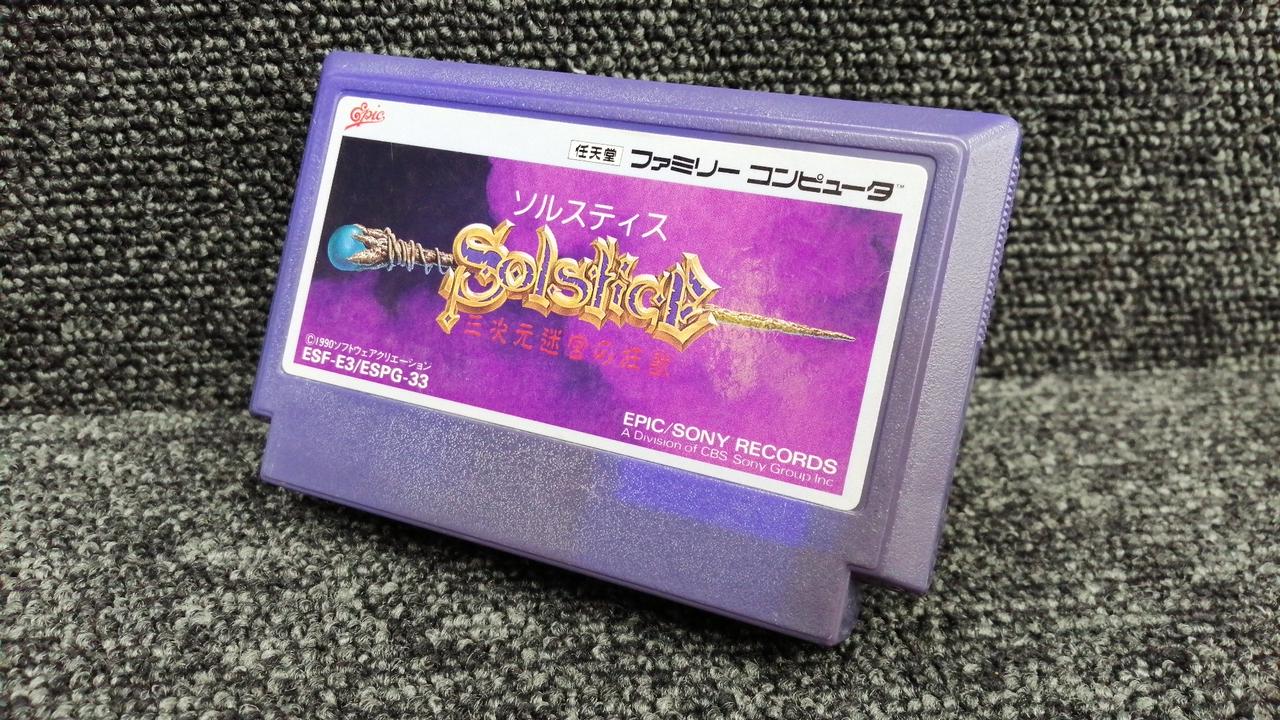 Epic
任天堂 ファミリー コンピュータ™
ソルスティス
Solstice
三次元迷宮の狂獣
©1990ソフトウェアクリエーション
ESF-E3/ESPG-33
EPIC/SONY RECORDS
A Division of CBS Sony Group Inc